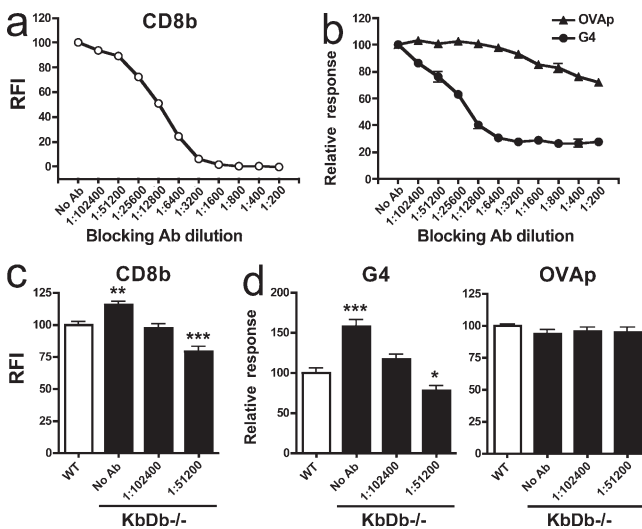 a
CD8b
RFI
120
100
80
60
40
20
0
No Ab
1:102400
1:51200
1:25600
1:12800
1:6400
1:3200
1:1600
1:800
1:400
1:200
Blocking Ab dilution
b
OVAp
G4
Relative response
120
100
80
60
40
20
0
No Ab
1:102400
1:51200
1:25600
1:12800
1:6400
1:3200
1:1600
1:800
1:400
1:200
Blocking Ab dilution
c
CD8b
RFI
125
100
75
50
25
0
**
***
WT
No Ab
1:102400
1:51200
KbDb-/-
d
G4
Relative response
200
150
100
50
0
***
*
WT
No Ab
1:102400
1:51200
KbDb-/-
OVAp
125
100
75
50
25
0
WT
No Ab
1:102400
1:51200
KbDb-/-